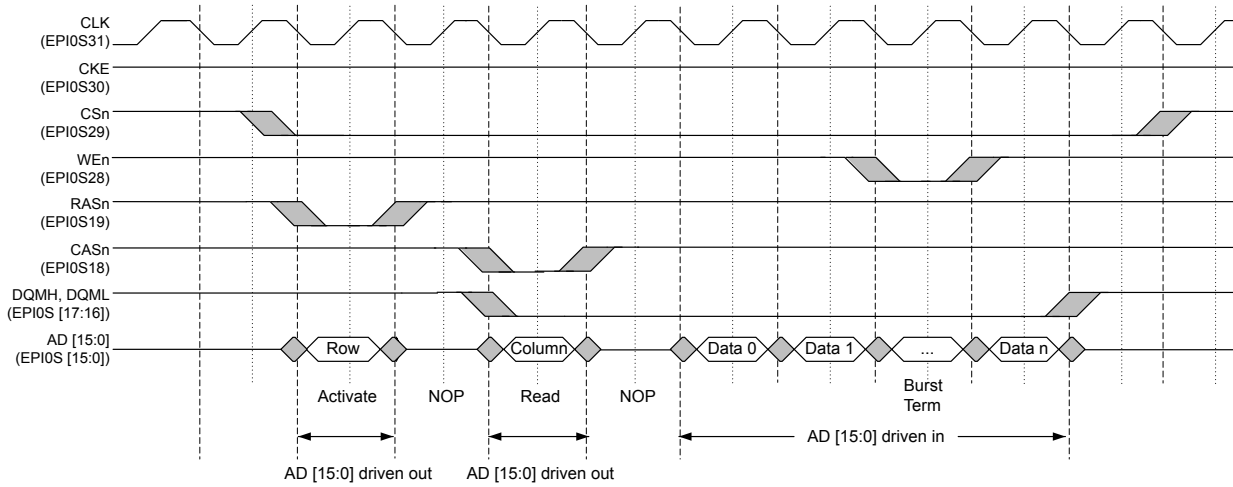 CLK
(EPI0S31)
CKE
(EPI0S30)
CSn
(EPI0S29)
WEn
(EPI0S28)
RASn
(EPI0S19)
CASn
(EPI0S18)
DQMH, DQML
(EPI0S [17:16])
AD [15:0]
(EPI0S [15:0])
Row Column Data 0 Data 1 ... Data n
Activate NOP Read NOP Burst
Term
AD [15:0] driven in
AD [15:0] driven out AD [15:0] driven out